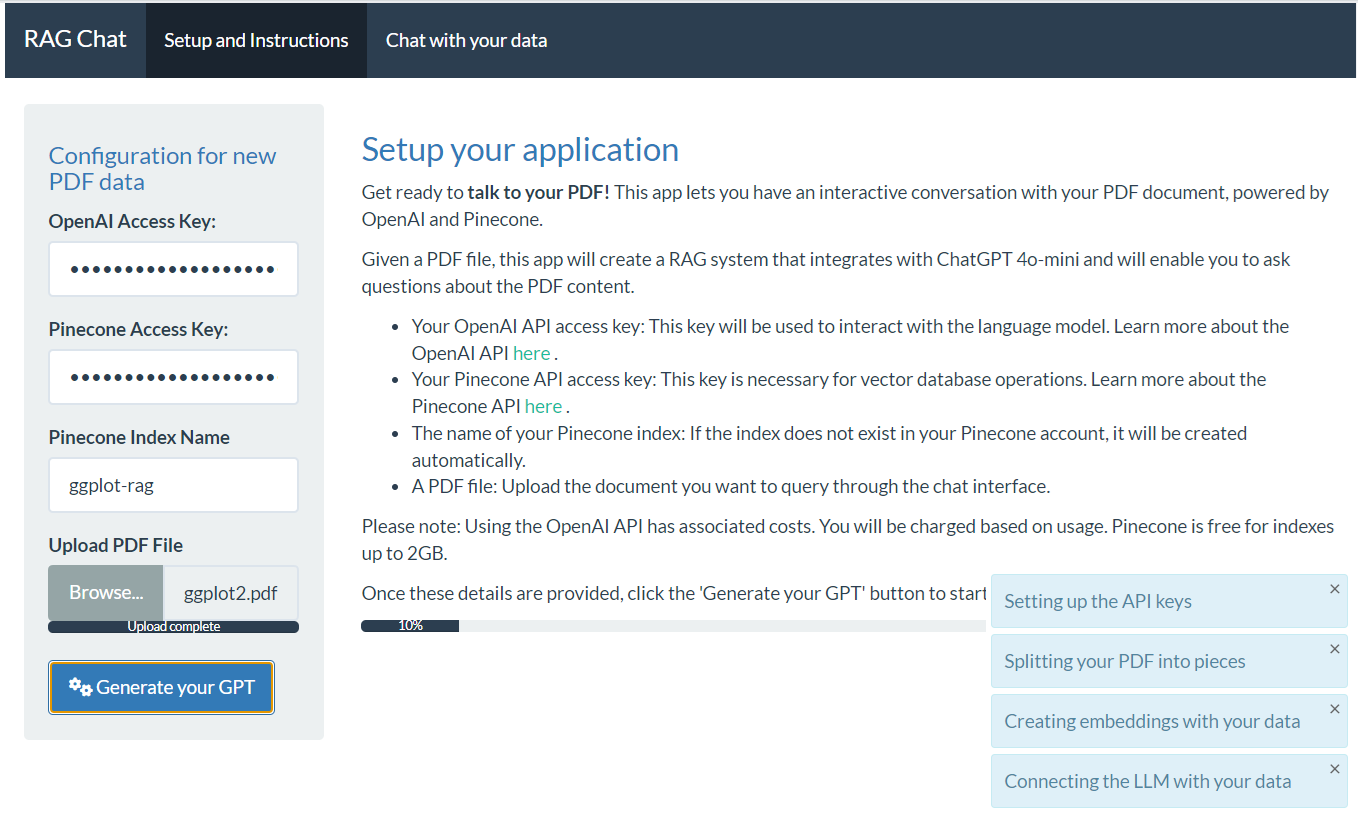 RAG Chat
Setup and Instructions
Chat with your data
Configuration for new
PDF data
OpenAI Access Key:
•••••••••••••••••••
Pinecone Access Key:
•••••••••••••••••••
Pinecone Index Name
ggplot-rag
Upload PDF File
Browse...
ggplot2.pdf
Upload complete
Generate your GPT
Setup your application
Get ready to talk to your PDF! This app lets you have an interactive conversation with your PDF document, powered by
OpenAI and Pinecone.
Given a PDF file, this app will create a RAG system that integrates with ChatGPT 4o-mini and will enable you to ask
questions about the PDF content.
• Your OpenAI API access key: This key will be used to interact with the language model. Learn more about the
OpenAI API here .
• Your Pinecone API access key: This key is necessary for vector database operations. Learn more about the
Pinecone API here .
• The name of your Pinecone index: If the index does not exist in your Pinecone account, it will be created
automatically.
• A PDF file: Upload the document you want to query through the chat interface.
Please note: Using the OpenAI API has associated costs. You will be charged based on usage. Pinecone is free for indexes
up to 2GB.
Once these details are provided, click the 'Generate your GPT' button to start
10%
Setting up the API keys
×
Splitting your PDF into pieces
×
Creating embeddings with your data
×
Connecting the LLM with your data
×